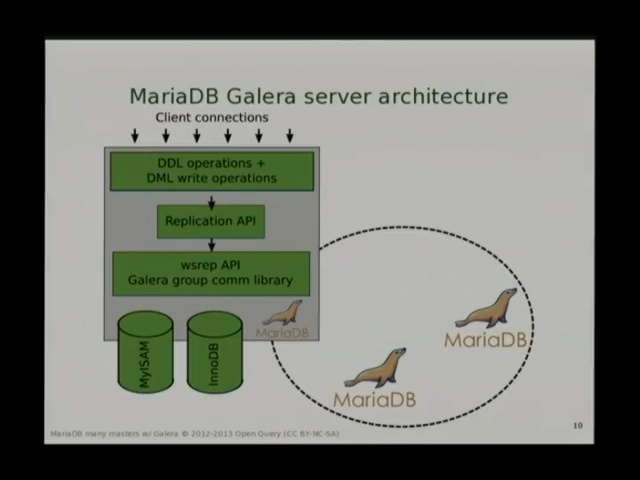 MariaDB Galera server architecture
Client connections
DDL operations +
DML write operations
Replication API
wsrep API
Galera group comm library
MariaDB
MyISAM
InnoDB
MariaDB
MariaDB
10
MariaDB many masters w/ Galera © 2012-2013 Open Query (CC BY-NC-SA)